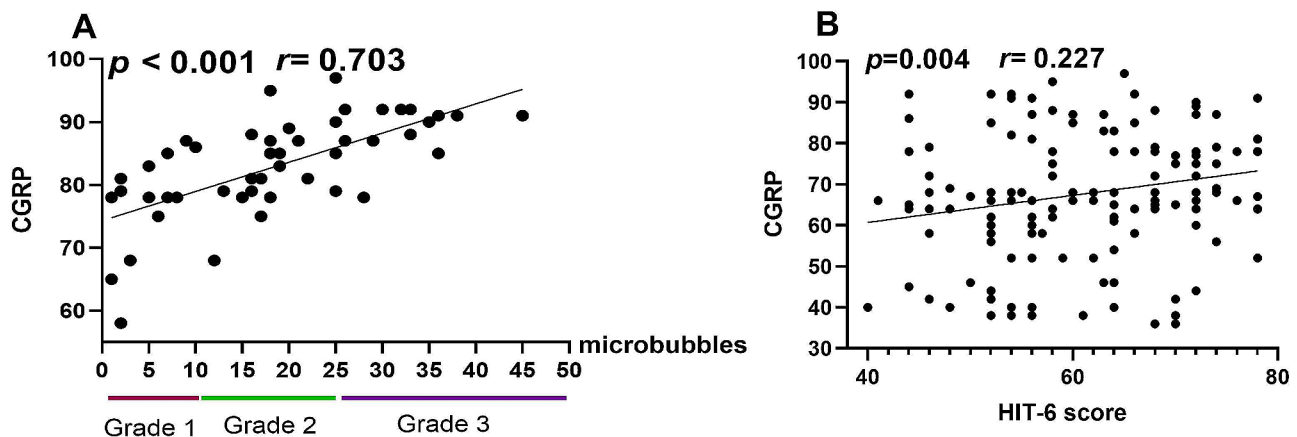 A
p < 0.001 r= 0.703
100
90
80
70
60
CGRP
0 5 10 15 20 25 30 35 40 45 50
microbubbles
Grade 1 Grade 2 Grade 3
B
p=0.004 r= 0.227
100
90
80
70
60
50
40
30
CGRP
40 60 80
HIT-6 score